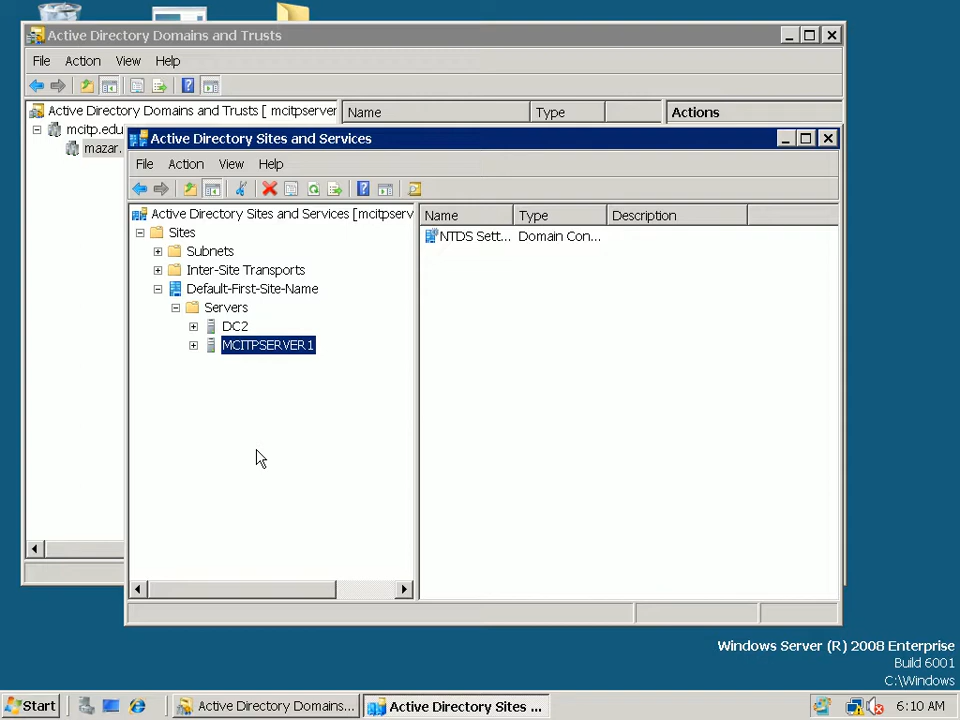 Active Directory Domains and Trusts
File Action View Help
Active Directory Domains and Trusts [ mcitpserver
Name Type Actions
mcitp.edu
mazar.
Active Directory Sites and Services
File Action View Help
Active Directory Sites and Services [mcitpserv
Name Type Description
Sites
NTDS Sett... Domain Con...
Subnets
Inter-Site Transports
Default-First-Site-Name
Servers
DC2
MCITPSERVER1
Windows Server (R) 2008 Enterprise
Build 6001
C:\Windows
Start
Active Directory Domains...
Active Directory Sites ...
6:10 AM